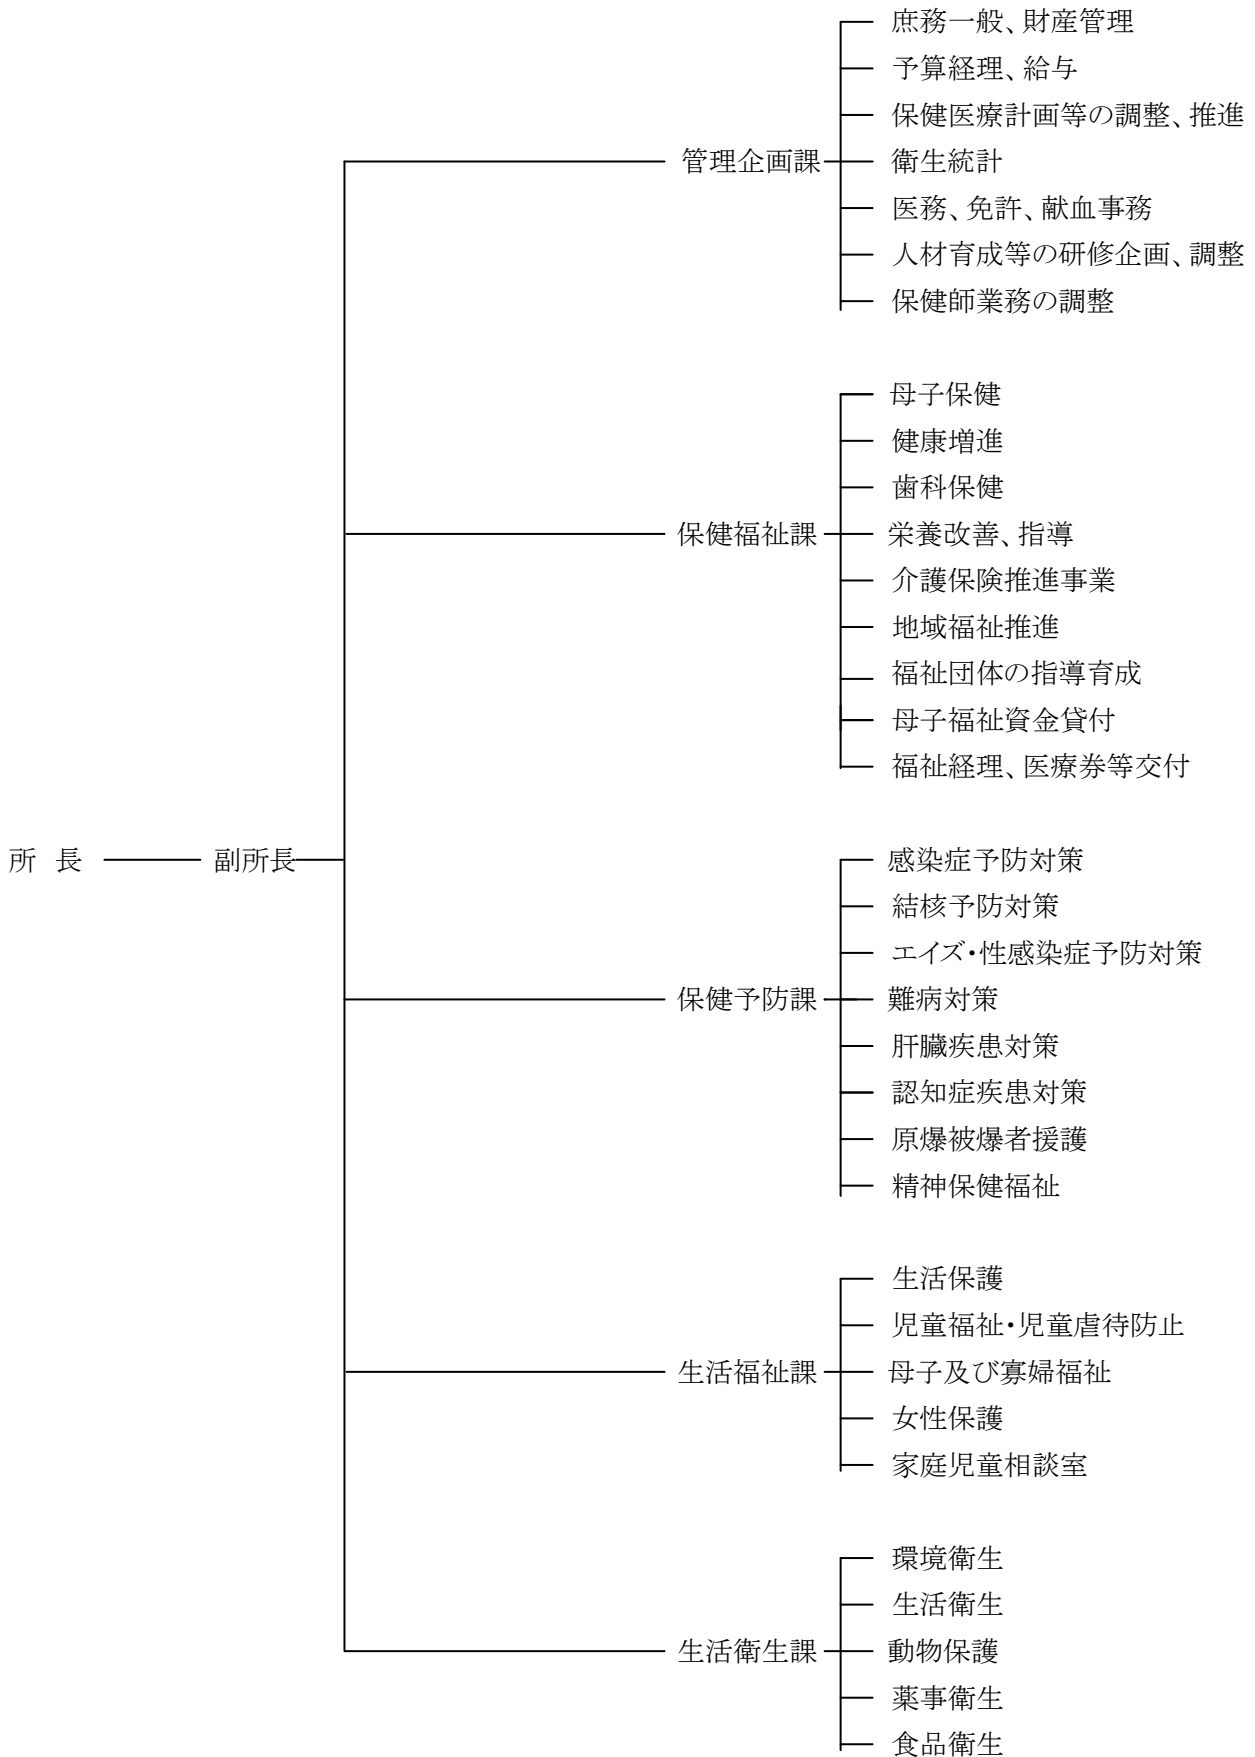 庶務一般、財産管理
予算経理、給与
保健医療計画等の調整、推進
管理企画課
衛生統計
医務、免許、献血事務
人材育成等の研修企画、調整
保健師業務の調整
母子保健
健康増進
歯科保健
保健福祉課
栄養改善、指導
介護保険推進事業
地域福祉推進
福祉団体の指導育成
母子福祉資金貸付
福祉経理、医療券等交付
所 長
副所長
感染症予防対策
結核予防対策
エイズ・性感染症予防対策
保健予防課
難病対策
肝臓疾患対策
認知症疾患対策
原爆被爆者援護
精神保健福祉
生活保護
児童福祉・児童虐待防止
生活福祉課
母子及び寡婦福祉
女性保護
家庭児童相談室
環境衛生
生活衛生
生活衛生課
動物保護
薬事衛生
食品衛生